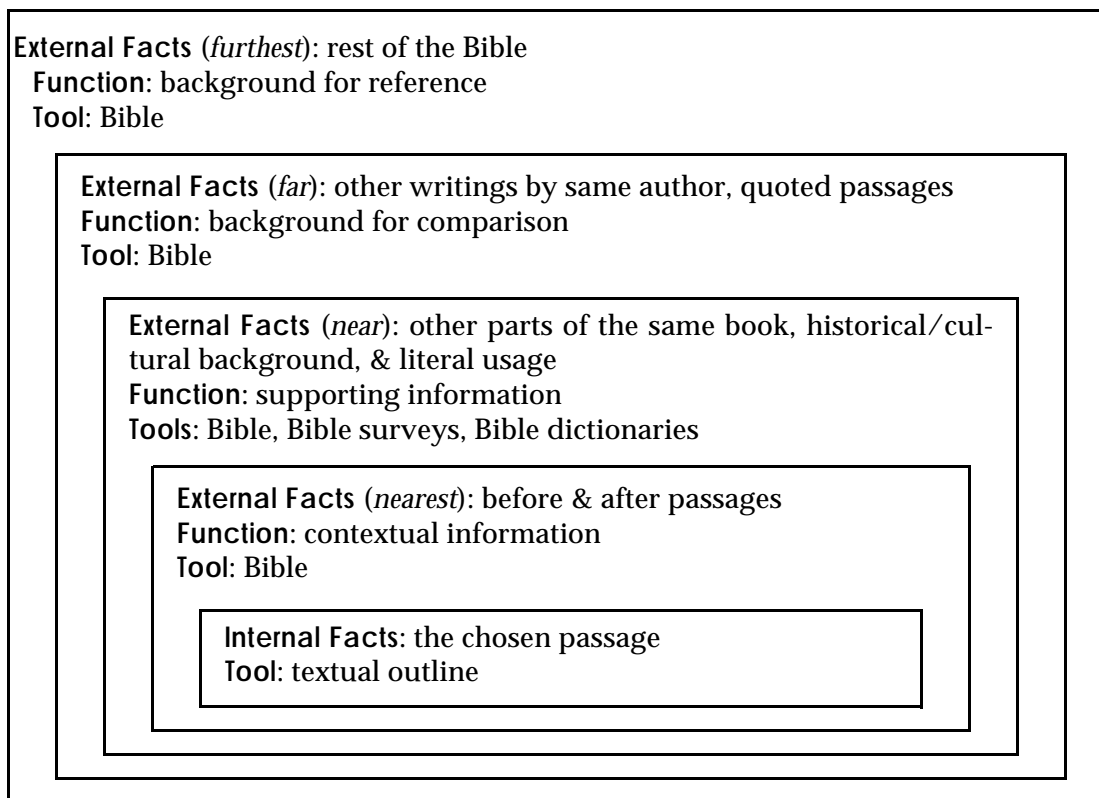 External Facts (furthest): rest of the Bible
Function: background for reference
Tool: Bible
External Facts (far): other writings by same author, quoted passages
Function: background for comparison
Tool: Bible
External Facts (near): other parts of the same book, historical/cul-
tural background, & literal usage
Function: supporting information
Tools: Bible, Bible surveys, Bible dictionaries
External Facts (nearest): before & after passages
Function: contextual information
Tool: Bible
Internal Facts: the chosen passage
Tool: textual outline